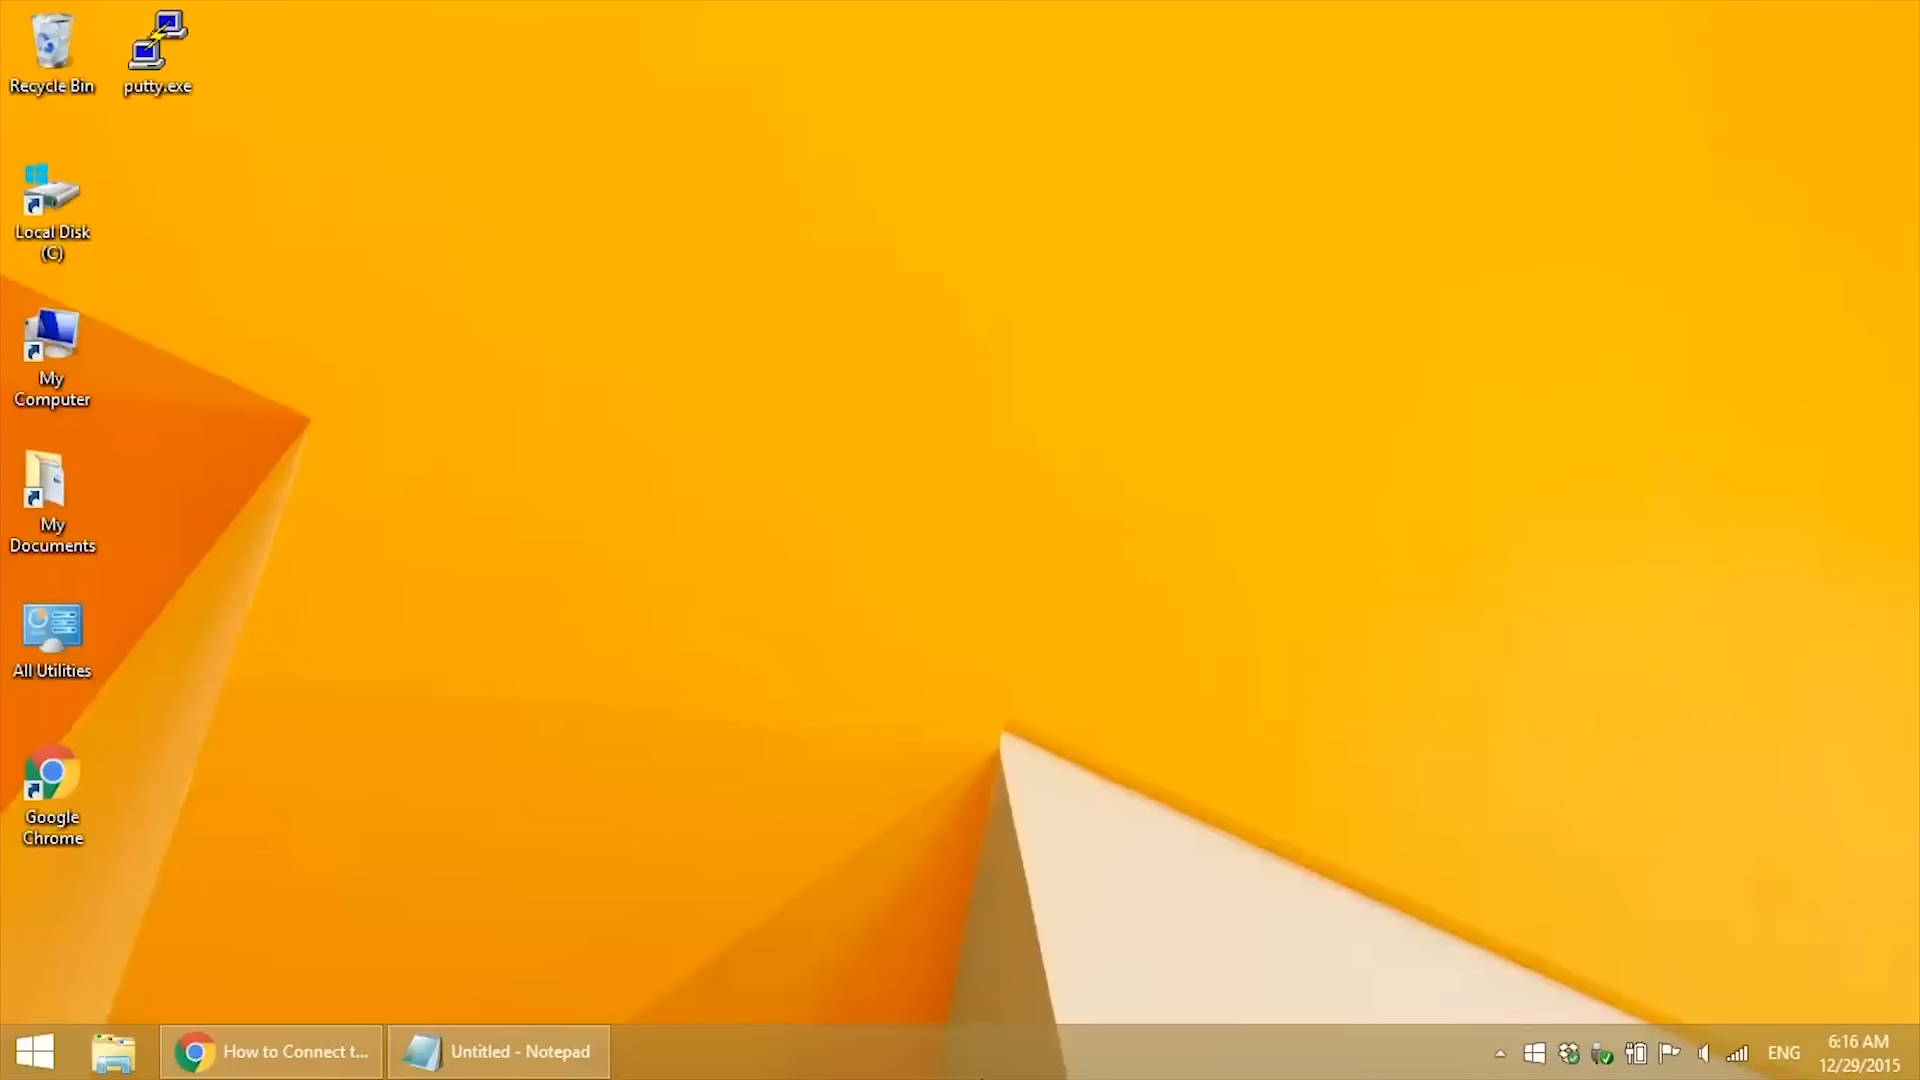 Recycle Bin
putty.exe
Local Disk
(C)
My
Computer
My
Documents
All Utilities
Google
Chrome
How to Connect t...
Untitled - Notepad
ENG
6:16 AM
12/29/2015